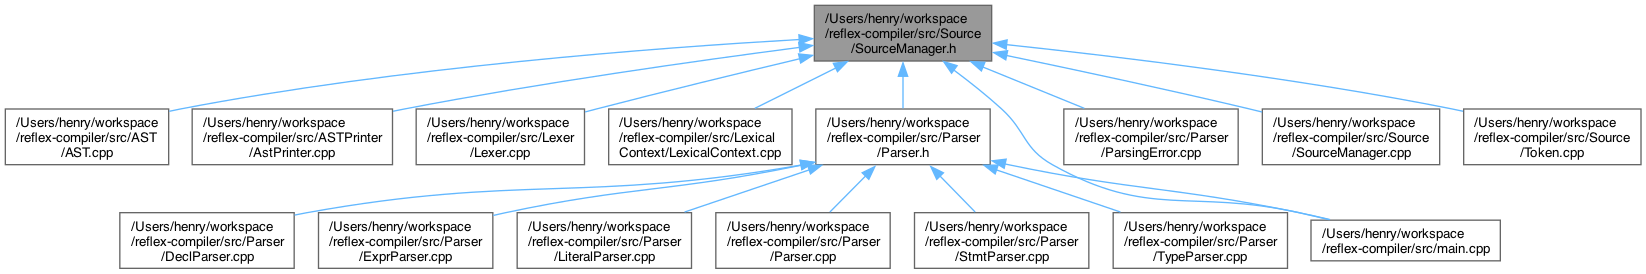 /Users/henry/workspace
/reflex-compiler/src/Source
/SourceManager.h
/Users/henry/workspace
/reflex-compiler/src/AST
/AST.cpp
/Users/henry/workspace
/reflex-compiler/src/ASTPrinter
/AstPrinter.cpp
/Users/henry/workspace
/reflex-compiler/src/Lexer
/Lexer.cpp
/Users/henry/workspace
/reflex-compiler/src/Lexical
Context/LexicalContext.cpp
/Users/henry/workspace
/reflex-compiler/src/Parser
/Parser.h
/Users/henry/workspace
/reflex-compiler/src/Parser
/ParsingError.cpp
/Users/henry/workspace
/reflex-compiler/src/Source
/SourceManager.cpp
/Users/henry/workspace
/reflex-compiler/src/Source
/Token.cpp
/Users/henry/workspace
/reflex-compiler/src/Parser
/DeclParser.cpp
/Users/henry/workspace
/reflex-compiler/src/Parser
/ExprParser.cpp
/Users/henry/workspace
/reflex-compiler/src/Parser
/LiteralParser.cpp
/Users/henry/workspace
/reflex-compiler/src/Parser
/Parser.cpp
/Users/henry/workspace
/reflex-compiler/src/Parser
/StmtParser.cpp
/Users/henry/workspace
/reflex-compiler/src/Parser
/TypeParser.cpp
/Users/henry/workspace
/reflex-compiler/src/main.cpp